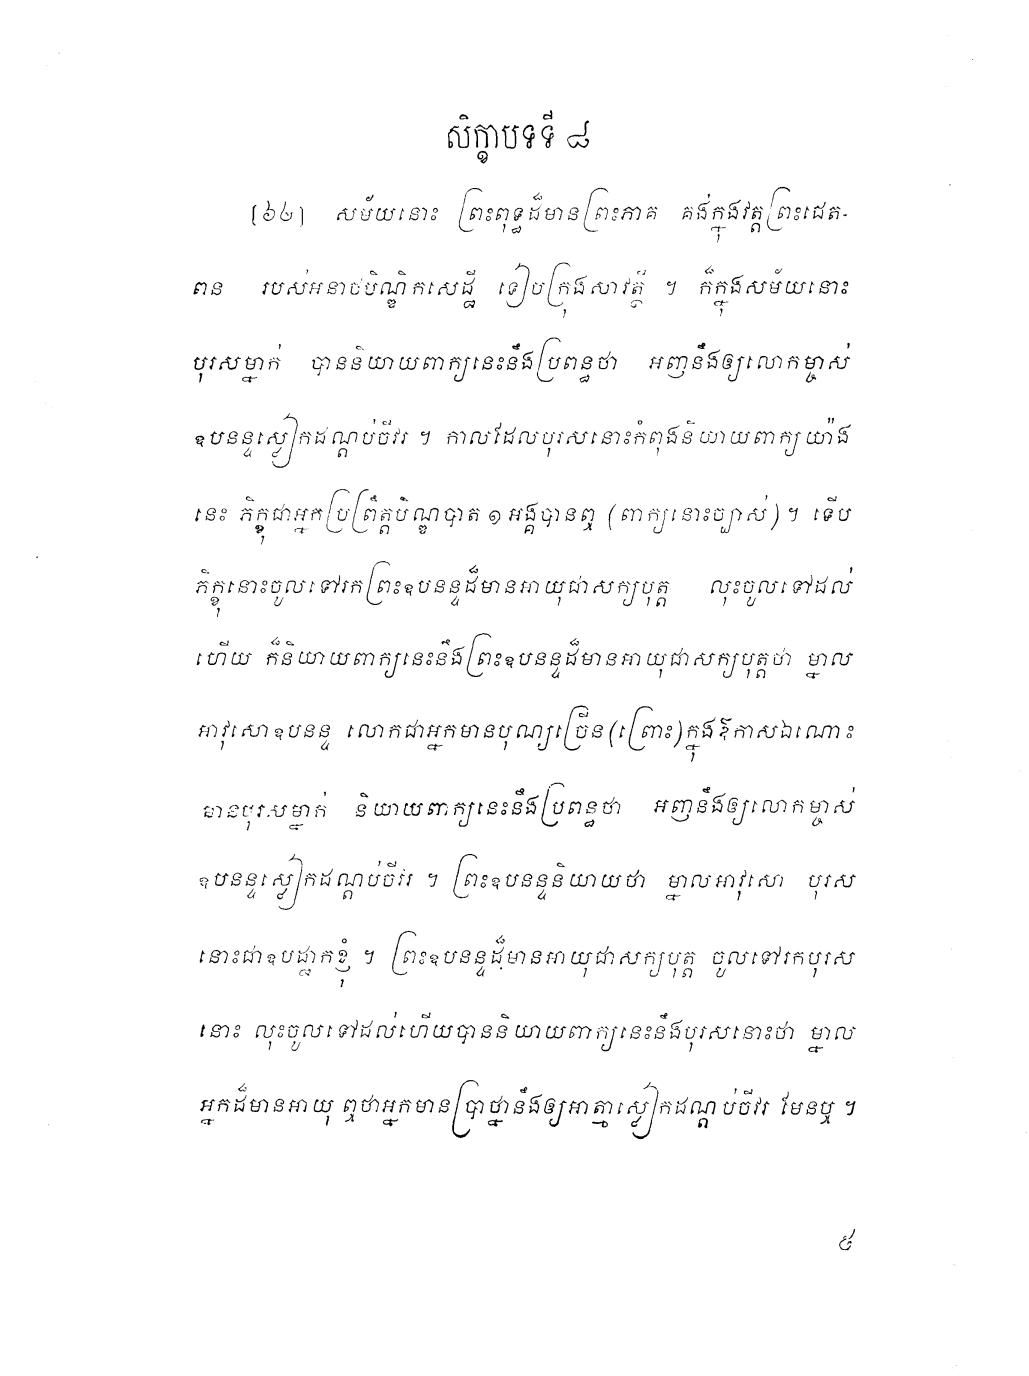 សិក្ខាបទទី ៨
[៦៤] សម័យនោះ ព្រះពុទ្ធដ៏មានព្រះភាគ គង់ក្នុងវត្តព្រះជេត-
ពន របស់អនាថបិណ្ឌិកសេដ្ឋី ទៀបក្រុងសាវត្ថី ។ ក៏ក្នុងសម័យនោះ
បុរសម្នាក់ បាននិយាយពាក្យនេះនឹងប្រពន្ធថា អញនឹងឲ្យលោកម្ចាស់
ឧបនន្ទស្លៀកដណ្តប់ចីវរ ។ កាលដែលបុរសនោះកំពុងនិយាយពាក្យយ៉ាង
នេះ ភិក្ខុជាអ្នកប្រព្រឹត្តបិណ្ឌបាត ១ អង្គបានឮ (ពាក្យនោះច្បាស់) ។ ទើប
ភិក្ខុនោះចូលទៅរកព្រះឧបនន្ទដ៏មានអាយុជាសក្យបុត្ត លុះចូលទៅដល់
ហើយ ក៏និយាយពាក្យនេះនឹងព្រះឧបនន្ទដ៏មានអាយុជាសក្យបុត្តថា ម្នាល
អាវុសោឧបនន្ទ លោកជាអ្នកមានបុណ្យច្រើន(ព្រោះ)ក្នុងឱកាសឯណោះ
មានបុរសម្នាក់ និយាយពាក្យនេះនឹងប្រពន្ធថា អញនឹងឲ្យលោកម្ចាស់
ឧបនន្ទស្លៀកដណ្តប់ចីវរ ។ ព្រះឧបនន្ទនិយាយថា ម្នាលអាវុសោ បុរស
នោះជាឧបដ្ឋាកខ្ញុំ ។ ព្រះឧបនន្ទដ៏មានអាយុជាសក្យបុត្ត ចូលទៅរកបុរស
នោះ លុះចូលទៅដល់ហើយបាននិយាយពាក្យនេះនឹងបុរសនោះថា ម្នាល
អ្នកដ៏មានអាយុ ឮថាអ្នកមានប្រាថ្នានឹងឲ្យអាត្មាស្លៀកដណ្តប់ចីវរ មែនឬ ។
៥